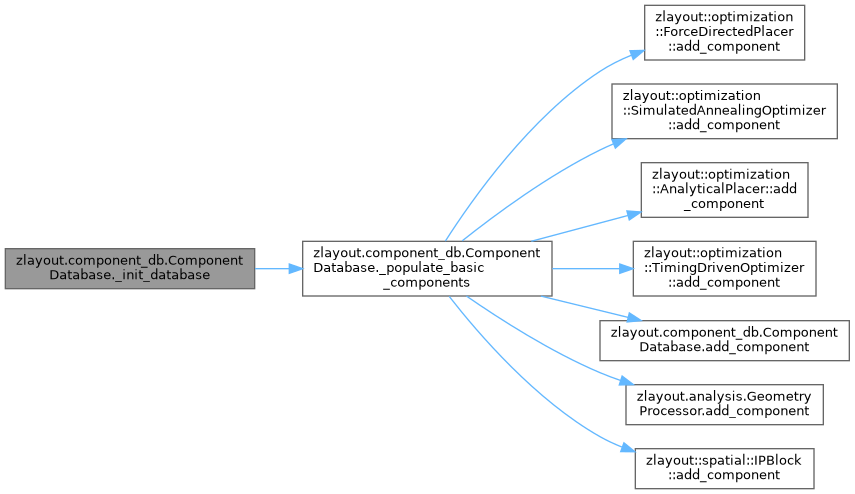 zlayout.component_db.Component
Database._init_database
zlayout.component_db.Component
Database._populate_basic
_components
zlayout::optimization
::ForceDirectedPlacer
::add_component
zlayout::optimization
::SimulatedAnnealingOptimizer
::add_component
zlayout::optimization
::AnalyticalPlacer::add
_component
zlayout::optimization
::TimingDrivenOptimizer
::add_component
zlayout.component_db.Component
Database.add_component
zlayout.analysis.Geometry
Processor.add_component
zlayout::spatial::IPBlock
::add_component